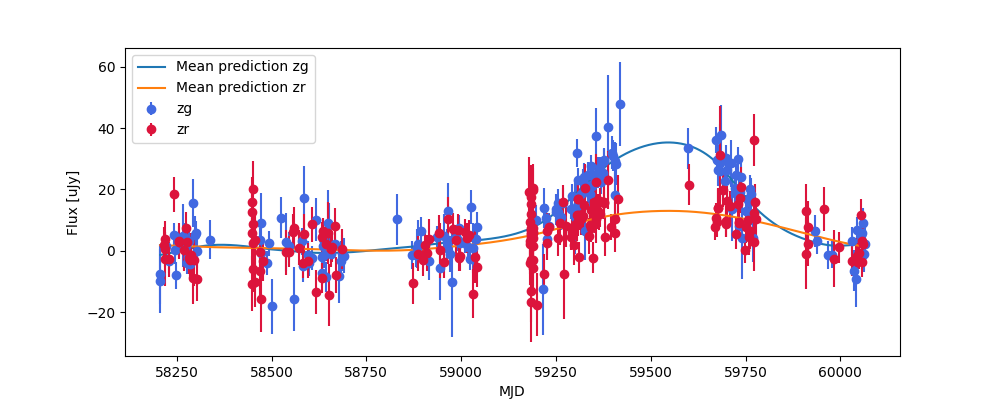 Mean prediction zg
Mean prediction zr
zg
zr
Flux [uJy]
60
40
20
0
−20
58250 58500 58750 59000 59250 59500 59750 60000
MJD